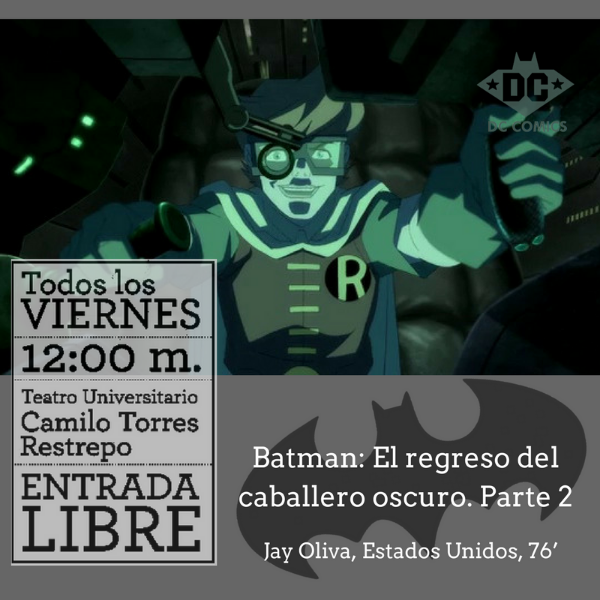 DC
DC COMICS
R
Todos los
VIERNES
12:00 m.
Teatro Universitario
Camilo Torres
Restrepo
ENTRADA
LIBRE
Batman: El regreso del
caballero oscuro. Parte 2
Jay Oliva, Estados Unidos, 76’